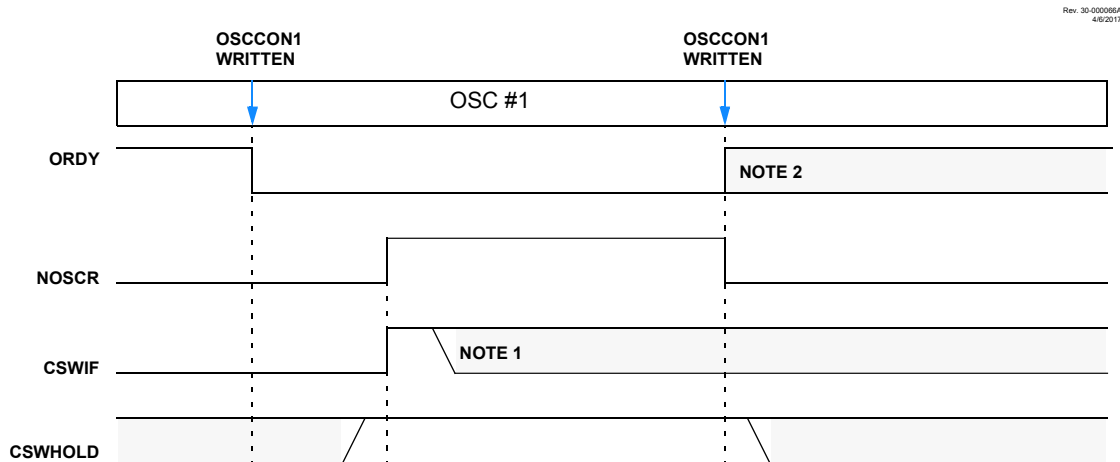 Rev. 30-000066A
4/6/2017
OSCCON1
WRITTEN
OSCCON1
WRITTEN
OSC #1
ORDY
NOTE 2
NOSCR
NOTE 1
CSWIF
CSWHOLD